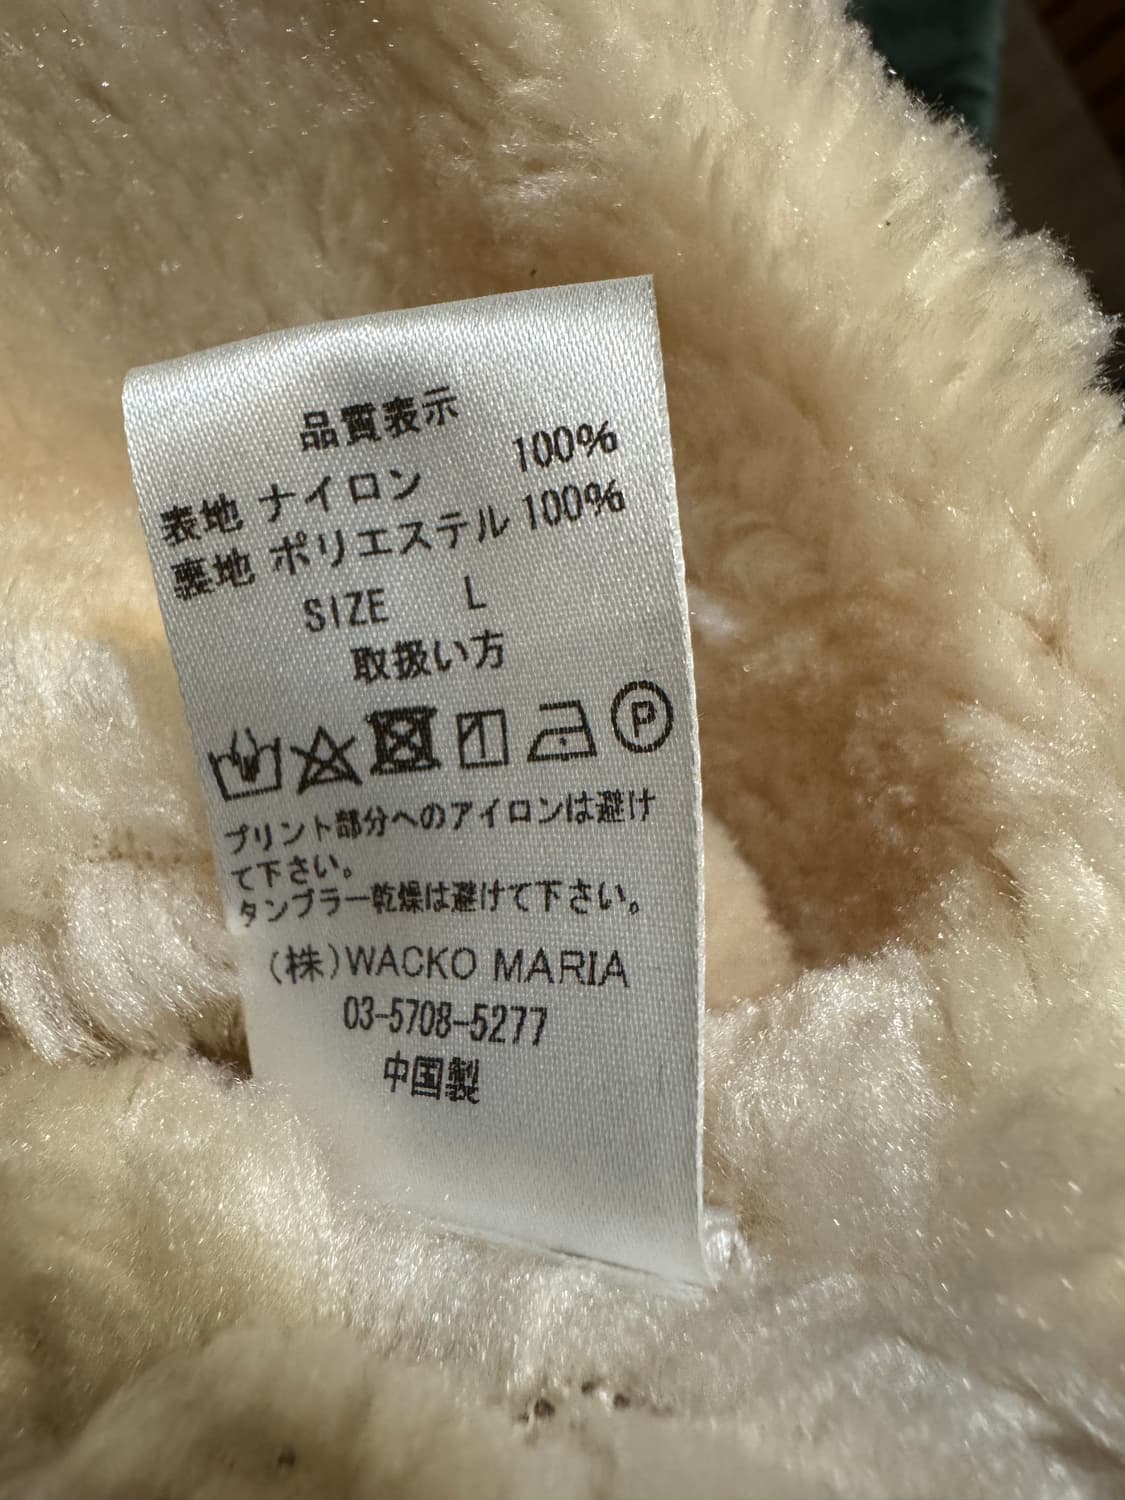 品質表示
表地 ナイロン 100%
裏地 ポリエステル 100%
SIZE L
取扱い方
P
プリント部分へのアイロンは避け
て下さい。
タンブラー乾燥は避けて下さい。
(株)WACKO MARIA
03-5708-5277
中国製